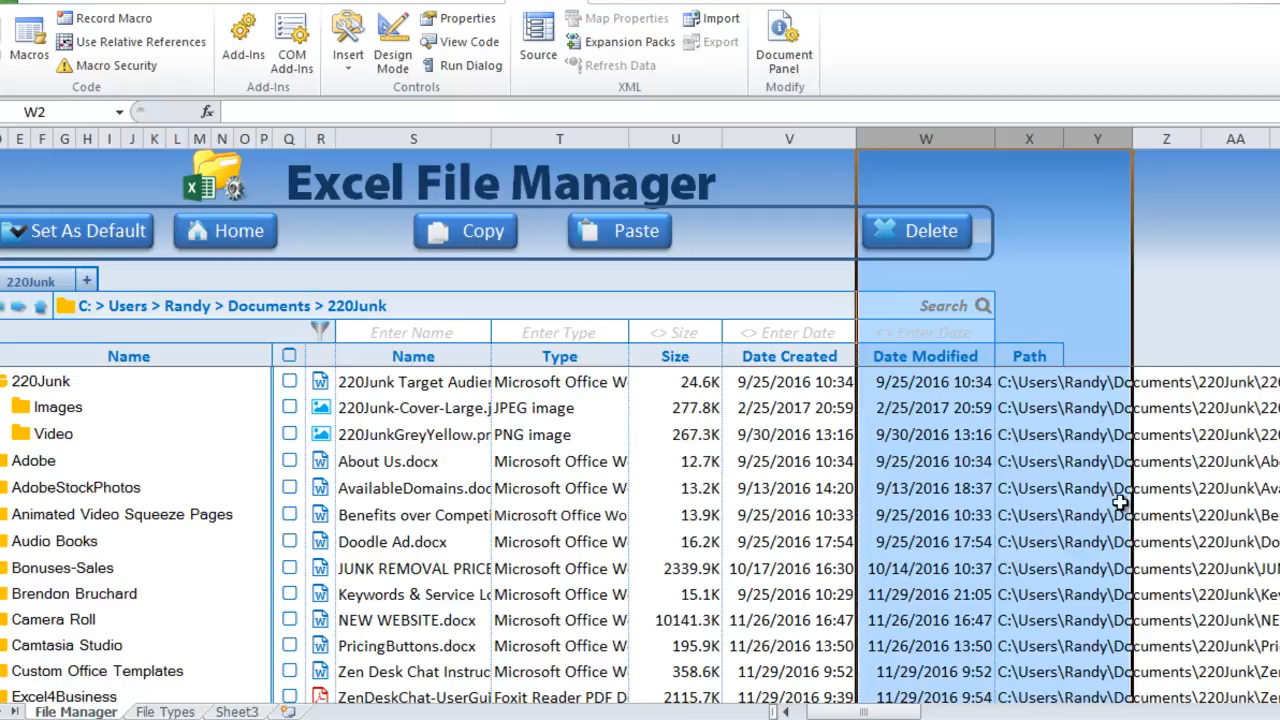 Record Macro Properties Map Properties Import
Macros Use Relative References Add-Ins COM Add-Ins Insert Design Mode View Code Source Expansion Packs Export Document Panel
Macro Security Run Dialog Refresh Data
Code Add-Ins Controls XML Modify
W2 fx
E F G H I J K L M N O P Q R S T U V W X Y Z AA
Excel File Manager
Set As Default Home Copy Paste Delete
220Junk +
C: > Users > Randy > Documents > 220Junk Search
Enter Name Enter Type <> Size <> Enter Date <> Enter Date
Name Name Type Size Date Created Date Modified Path
220Junk 220Junk Target Audier Microsoft Office W 24.6K 9/25/2016 10:34 9/25/2016 10:34 C:\Users\Randy\Documents\220Junk\220
Images 220Junk-Cover-Large.j JPEG image 277.8K 2/25/2017 20:59 2/25/2017 20:59 C:\Users\Randy\Documents\220Junk\220
Video 220JunkGreyYellow.pr PNG image 267.3K 9/30/2016 13:16 9/30/2016 13:16 C:\Users\Randy\Documents\220Junk\220
Adobe About Us.docx Microsoft Office W 12.7K 9/25/2016 10:34 9/25/2016 10:34 C:\Users\Randy\Documents\220Junk\Abo
AdobeStockPhotos AvailableDomains.doc Microsoft Office W 13.2K 9/13/2016 14:20 9/13/2016 18:37 C:\Users\Randy\Documents\220Junk\Ava
Animated Video Squeeze Pages Benefits over Competi Microsoft Office Wo 13.9K 9/25/2016 10:33 9/25/2016 10:33 C:\Users\Randy\Documents\220Junk\Be
Audio Books Doodle Ad.docx Microsoft Office W 16.2K 9/25/2016 17:54 9/25/2016 17:54 C:\Users\Randy\Documents\220Junk\Do
Bonuses-Sales JUNK REMOVAL PRICE Microsoft Office W 2339.9K 10/17/2016 16:30 10/14/2016 10:37 C:\Users\Randy\Documents\220Junk\JUN
Brendon Bruchard Keywords & Service Lo Microsoft Office W 15.1K 9/25/2016 10:29 11/29/2016 21:05 C:\Users\Randy\Documents\220Junk\Key
Camera Roll NEW WEBSITE.docx Microsoft Office W 10141.3K 11/26/2016 16:47 11/26/2016 16:47 C:\Users\Randy\Documents\220Junk\NE
Camtasia Studio PricingButtons.docx Microsoft Office W 195.9K 11/26/2016 13:50 11/26/2016 13:50 C:\Users\Randy\Documents\220Junk\Pri
Custom Office Templates Zen Desk Chat Instruc Microsoft Office W 358.6K 11/29/2016 9:52 11/29/2016 9:52 C:\Users\Randy\Documents\220Junk\Zen
Excel4Business ZenDeskChat-UserGui Foxit Reader PDF D 2115.7K 11/29/2016 9:39 11/29/2016 9:54 C:\Users\Randy\Documents\220Junk\Zen
File Manager File Types Sheet3